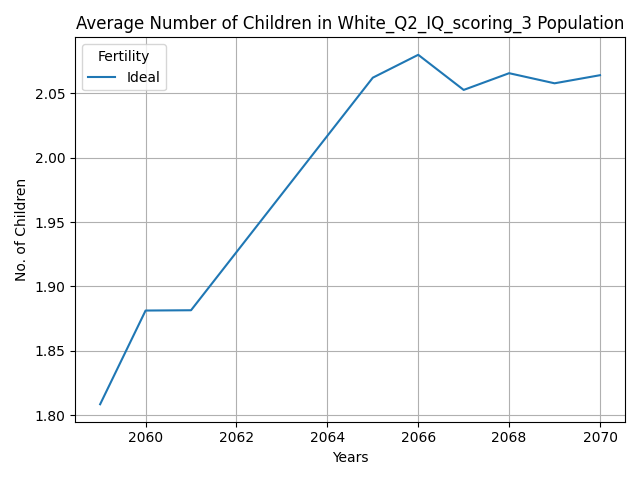 Average Number of Children in White_Q2_IQ_scoring_3 Population
Fertility
Ideal
No. of Children
2.05
2.00
1.95
1.90
1.85
1.80
2060 2062 2064 2066 2068 2070
Years